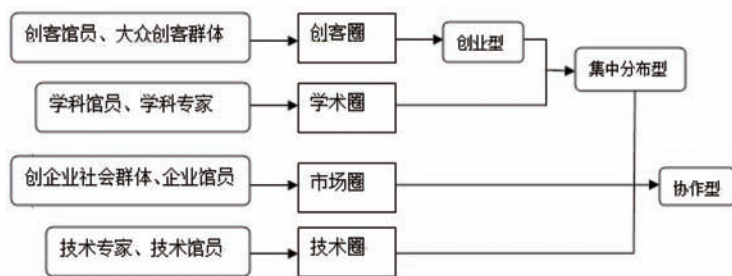 创客馆员、大众创客群体
创客圈
创业型
集中分布型
学科馆员、学科专家
学术圈
创企业社会群体、企业馆员
市场圈
协作型
技术专家、技术馆员
技术圈